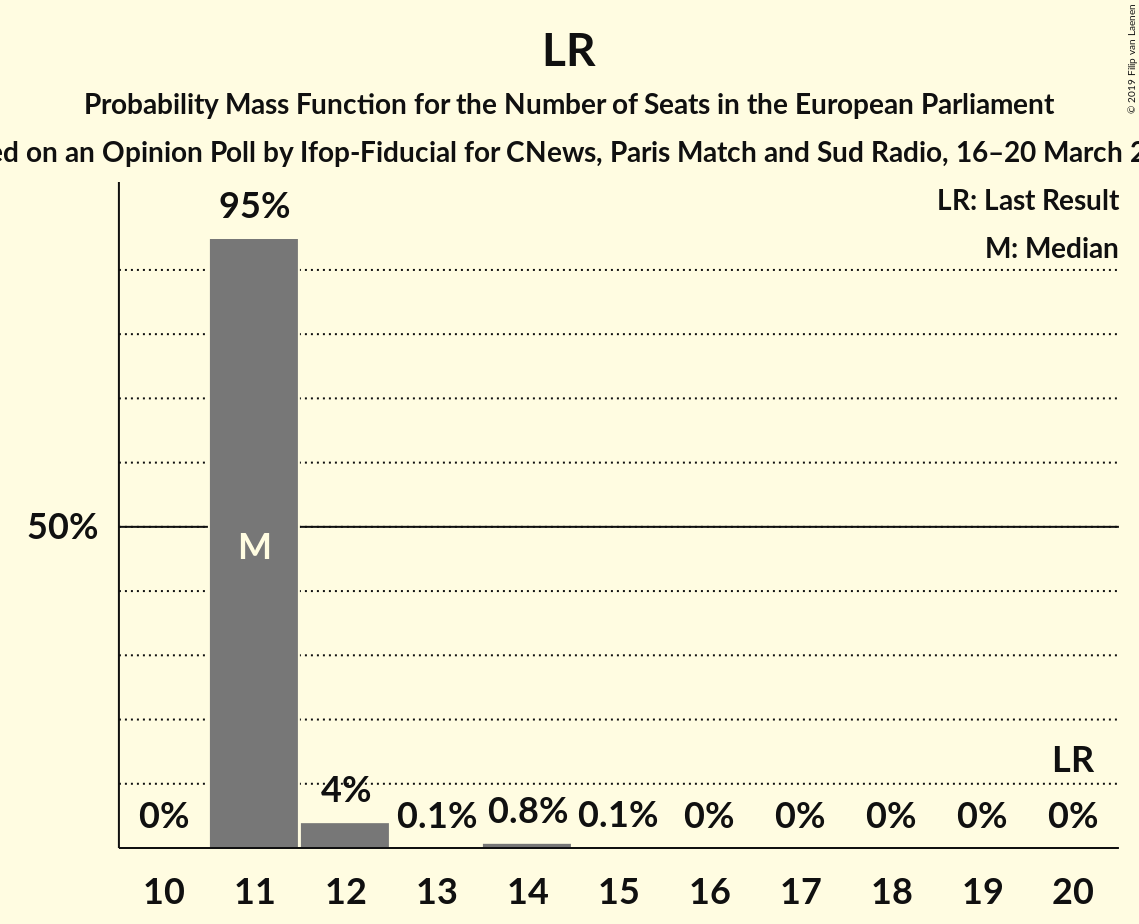 LR
Probability Mass Function for the Number of Seats in the European Parliament
on an Opinion Poll by Ifop-Fiducial for CNews, Paris Match and Sud Radio, 16–20 March
© 2019 Filip van Laenen
LR: Last Result
M: Median
95%
50%
M
LR
0%
4%
0.1%
0.8%
0.1%
0%
0%
0%
0%
0%
10
11
12
13
14
15
16
17
18
19
20